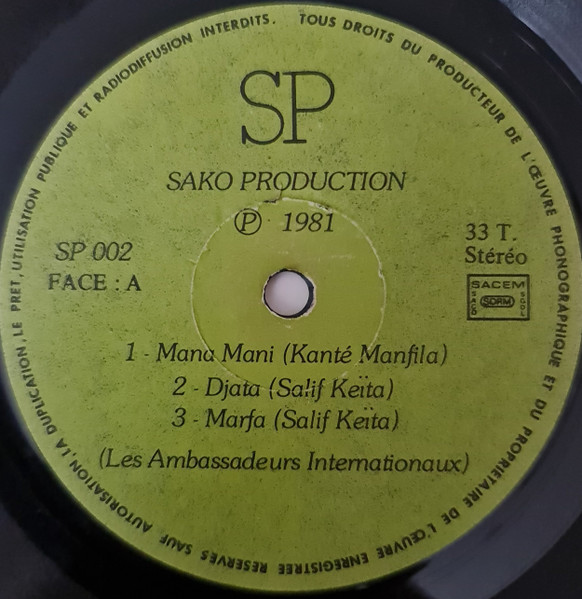 SP
SAKO PRODUCTION
Ⓟ 1981
SP 002
FACE : A
33 T.
Stéréo
SACEM
SACD
SDRM
SGDL
1 - Mana Mani (Kanté Manfila)
2 - Djata (Salif Keïta)
3 - Marfa (Salif Keïta)
(Les Ambassadeurs Internationaux)
TOUS DROITS DU PRODUCTEUR DE L'ŒUVRE PHONOGRAPHIQUE ET DU PROPRIETAIRE DE L'ŒUVRE ENREGISTREE RESERVES SAUF AUTORISATION, LA DUPLICATION, LE PRET, UTILISATION PUBLIQUE ET RADIODIFFUSION INTERDITS.